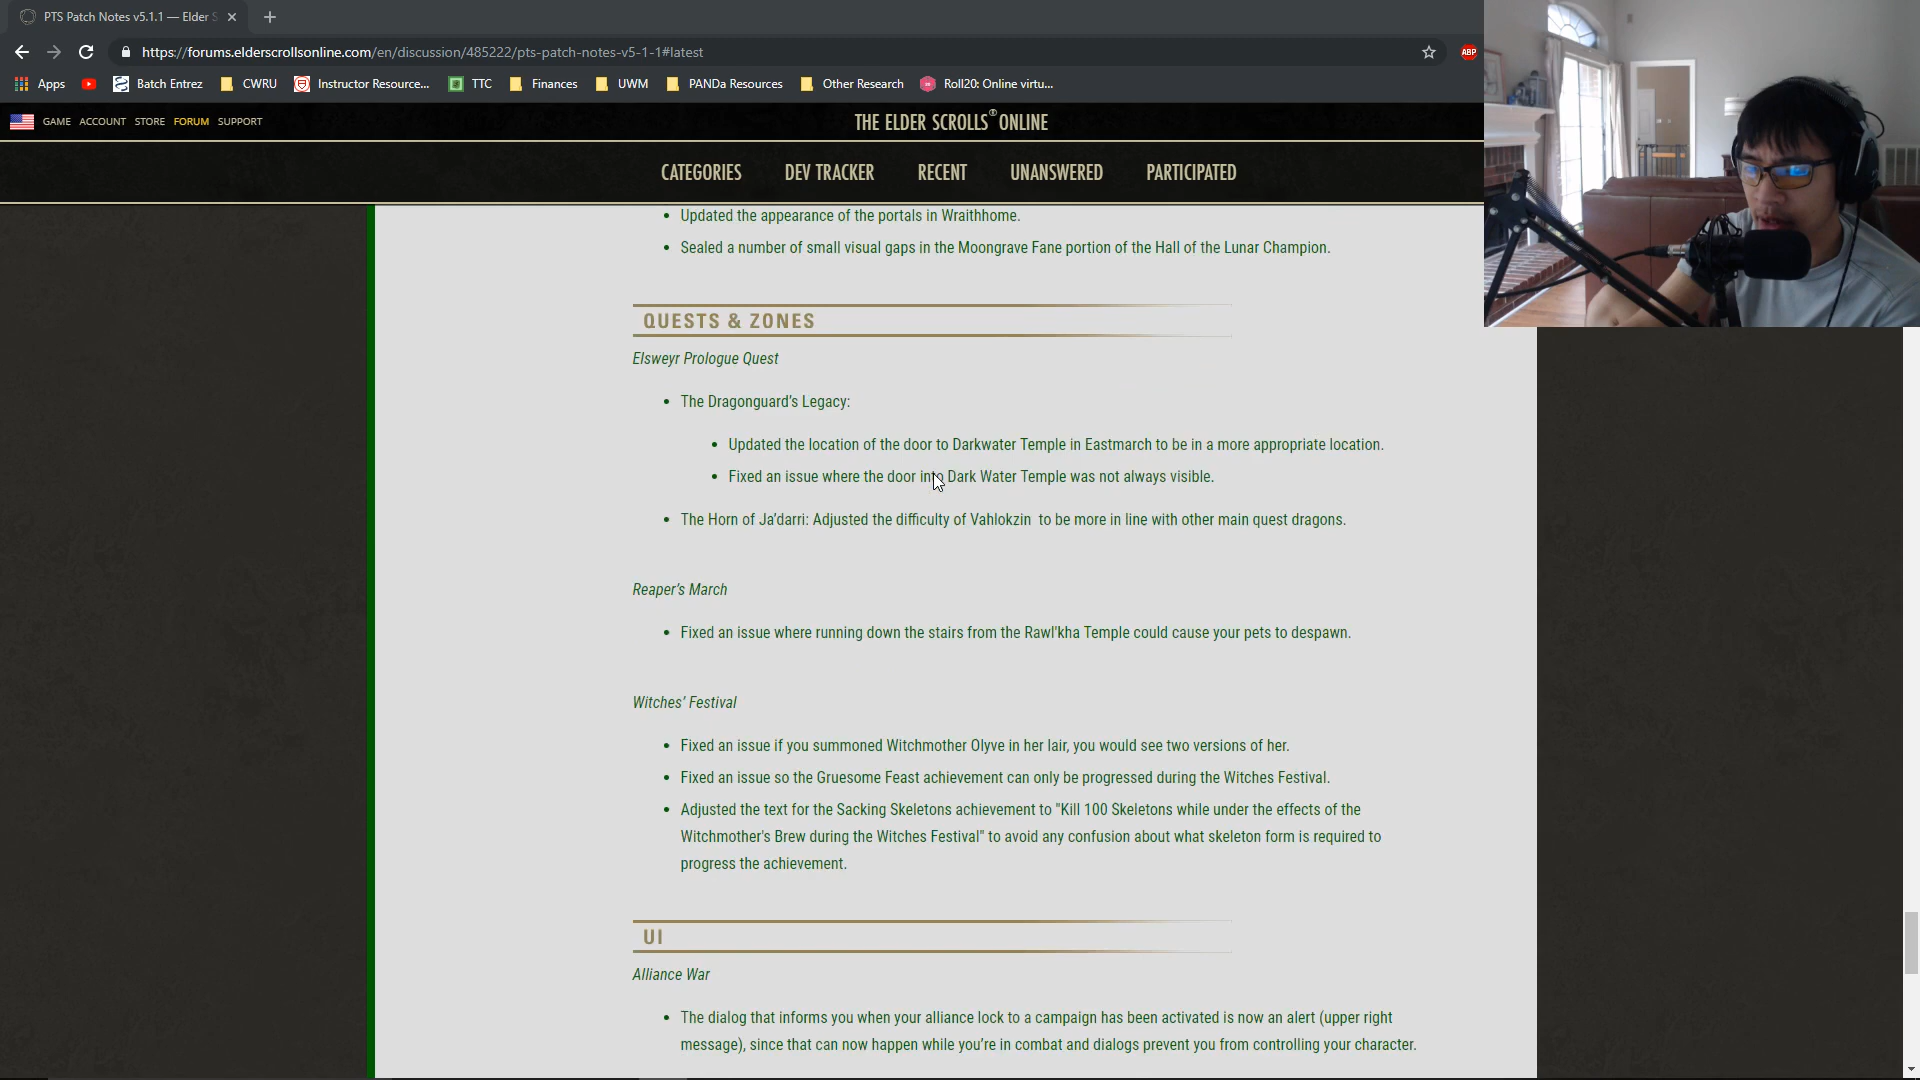 PTS Patch Notes v5.1.1 — Elder S
https://forums.elderscrollsonline.com/en/discussion/485222/pts-patch-notes-v5-1-1#latest
ABP
Apps
Batch Entrez
CWRU
Instructor Resource...
TTC
Finances
UWM
PANDa Resources
Other Research
Roll20: Online virtu...
GAME ACCOUNT STORE FORUM SUPPORT
THE ELDER SCROLLS® ONLINE
CATEGORIES DEV TRACKER RECENT UNANSWERED PARTICIPATED
• Updated the appearance of the portals in Wraithhome.
• Sealed a number of small visual gaps in the Moongrave Fane portion of the Hall of the Lunar Champion.
QUESTS & ZONES
Elsweyr Prologue Quest
• The Dragonguard's Legacy:
• Updated the location of the door to Darkwater Temple in Eastmarch to be in a more appropriate location.
• Fixed an issue where the door into Dark Water Temple was not always visible.
• The Horn of Ja'darri: Adjusted the difficulty of Vahlokzin  to be more in line with other main quest dragons.
Reaper's March
• Fixed an issue where running down the stairs from the Rawl'kha Temple could cause your pets to despawn.
Witches' Festival
• Fixed an issue if you summoned Witchmother Olyve in her lair, you would see two versions of her.
• Fixed an issue so the Gruesome Feast achievement can only be progressed during the Witches Festival.
• Adjusted the text for the Sacking Skeletons achievement to "Kill 100 Skeletons while under the effects of the
Witchmother's Brew during the Witches Festival" to avoid any confusion about what skeleton form is required to
progress the achievement.
UI
Alliance War
• The dialog that informs you when your alliance lock to a campaign has been activated is now an alert (upper right
message), since that can now happen while you're in combat and dialogs prevent you from controlling your character.